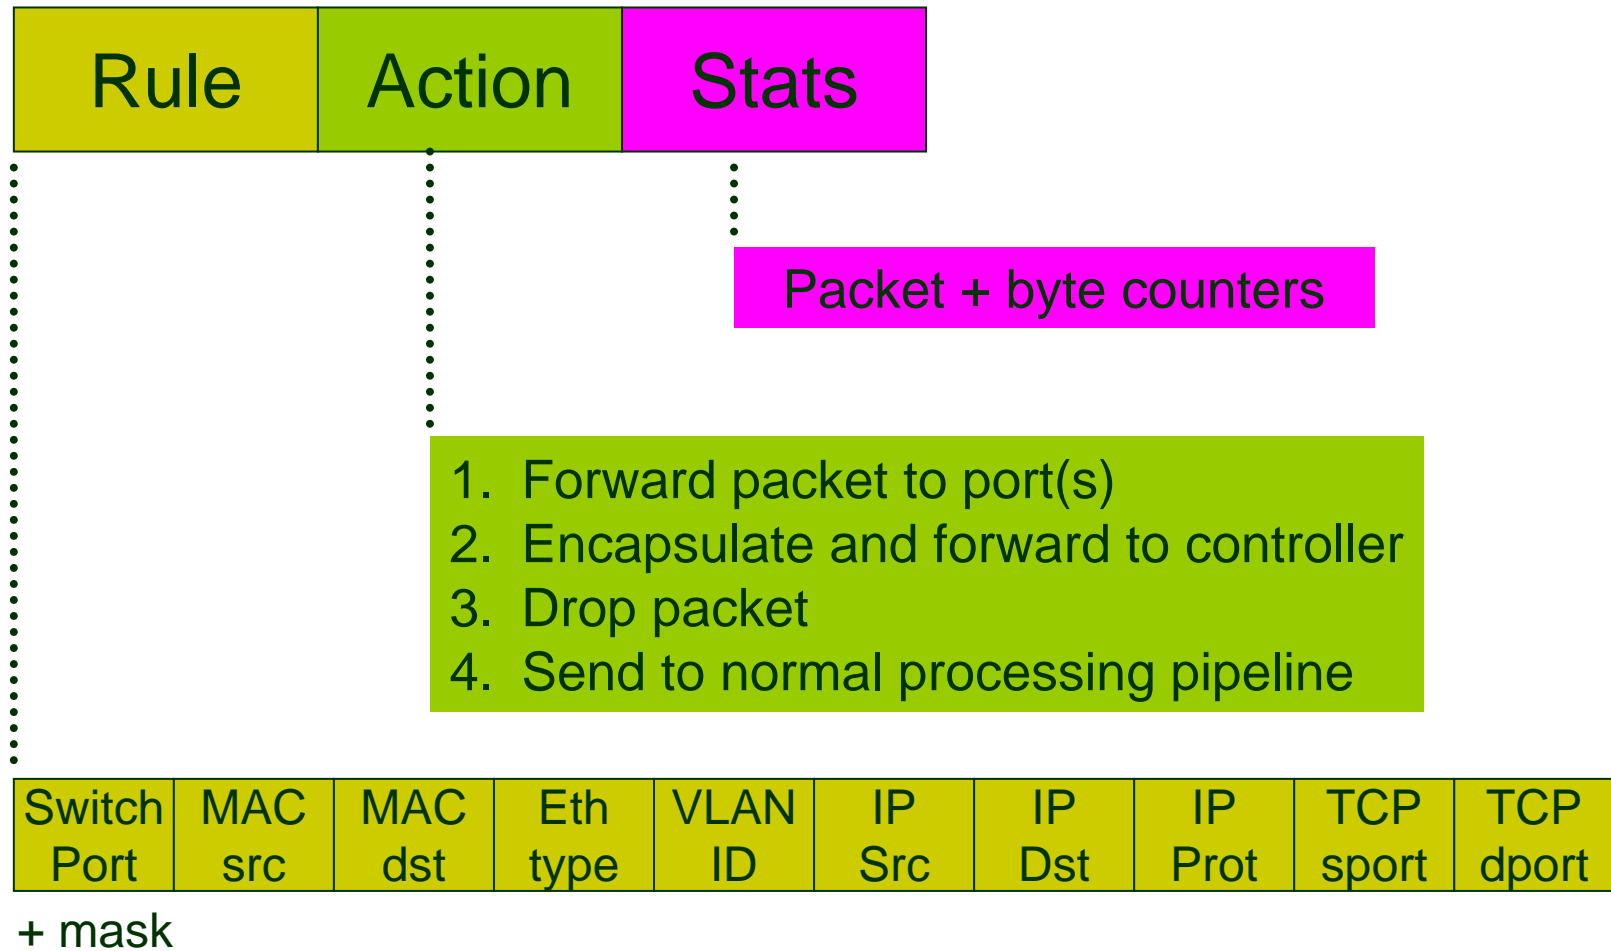 Rule Action Stats
Packet + byte counters
1. Forward packet to port(s)
2. Encapsulate and forward to controller
3. Drop packet
4. Send to normal processing pipeline
Switch Port
MAC src
MAC dst
Eth type
VLAN ID
IP Src
IP Dst
IP Prot
TCP sport
TCP dport
+ mask